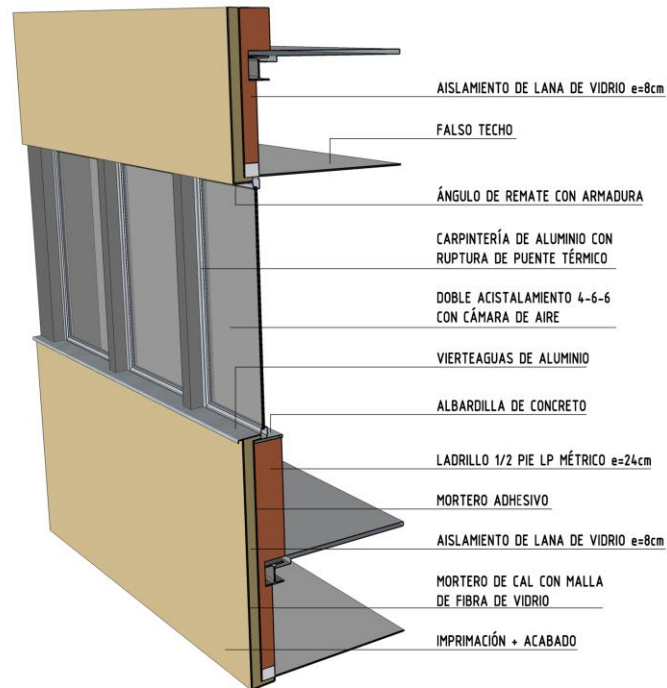 AISLAMIENTO DE LANA DE VIDRIO e=8cm
FALSO TECHO
ÁNGULO DE REMATE CON ARMADURA
CARPINTERÍA DE ALUMINIO CON
RUPTURA DE PUENTE TÉRMICO
DOBLE ACISTALAMIENTO 4-6-6
CON CÁMARA DE AIRE
VIERTEAGUAS DE ALUMINIO
ALBARDILLA DE CONCRETO
LADRILLO 1/2 PIE LP MÉTRICO e=24cm
MORTERO ADHESIVO
AISLAMIENTO DE LANA DE VIDRIO e=8cm
MORTERO DE CAL CON MALLA
DE FIBRA DE VIDRIO
IMPRIMACIÓN + ACABADO